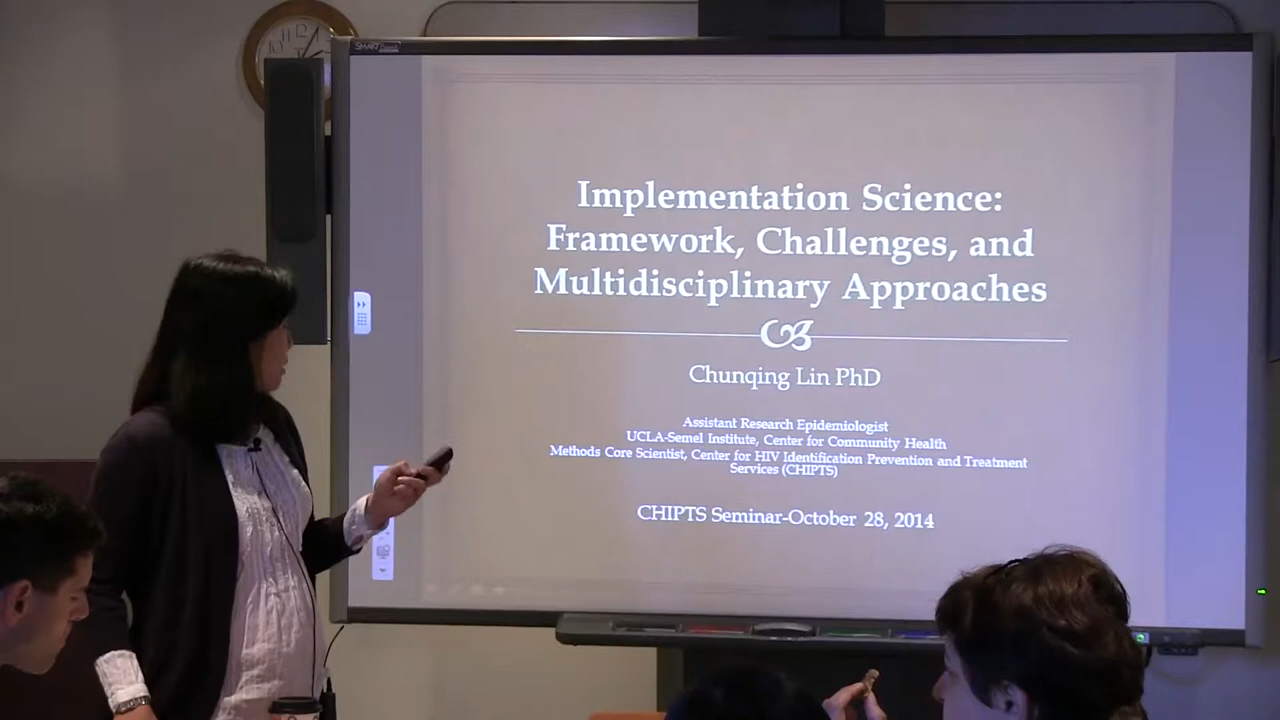 SMART
Implementation Science:
Framework, Challenges, and
Multidisciplinary Approaches
Chunqing Lin PhD
Assistant Research Epidemiologist
UCLA-Semel Institute, Center for Community Health
Methods Core Scientist, Center for HIV Identification Prevention and Treatment
Services (CHIPTS)
CHIPTS Seminar-October 28, 2014